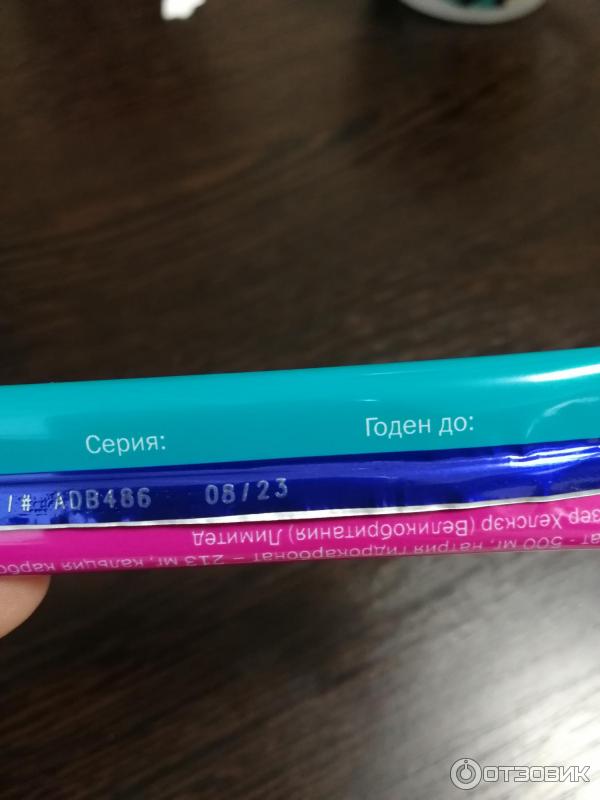 Серия:
Годен до:
/# ADB486 08/23
зер Хелскэр (Великобритания) Лимитед
ат - 500 мг, натрия гидрокарбонат – 213 мг, кальция карбо
ОТЗОВИК